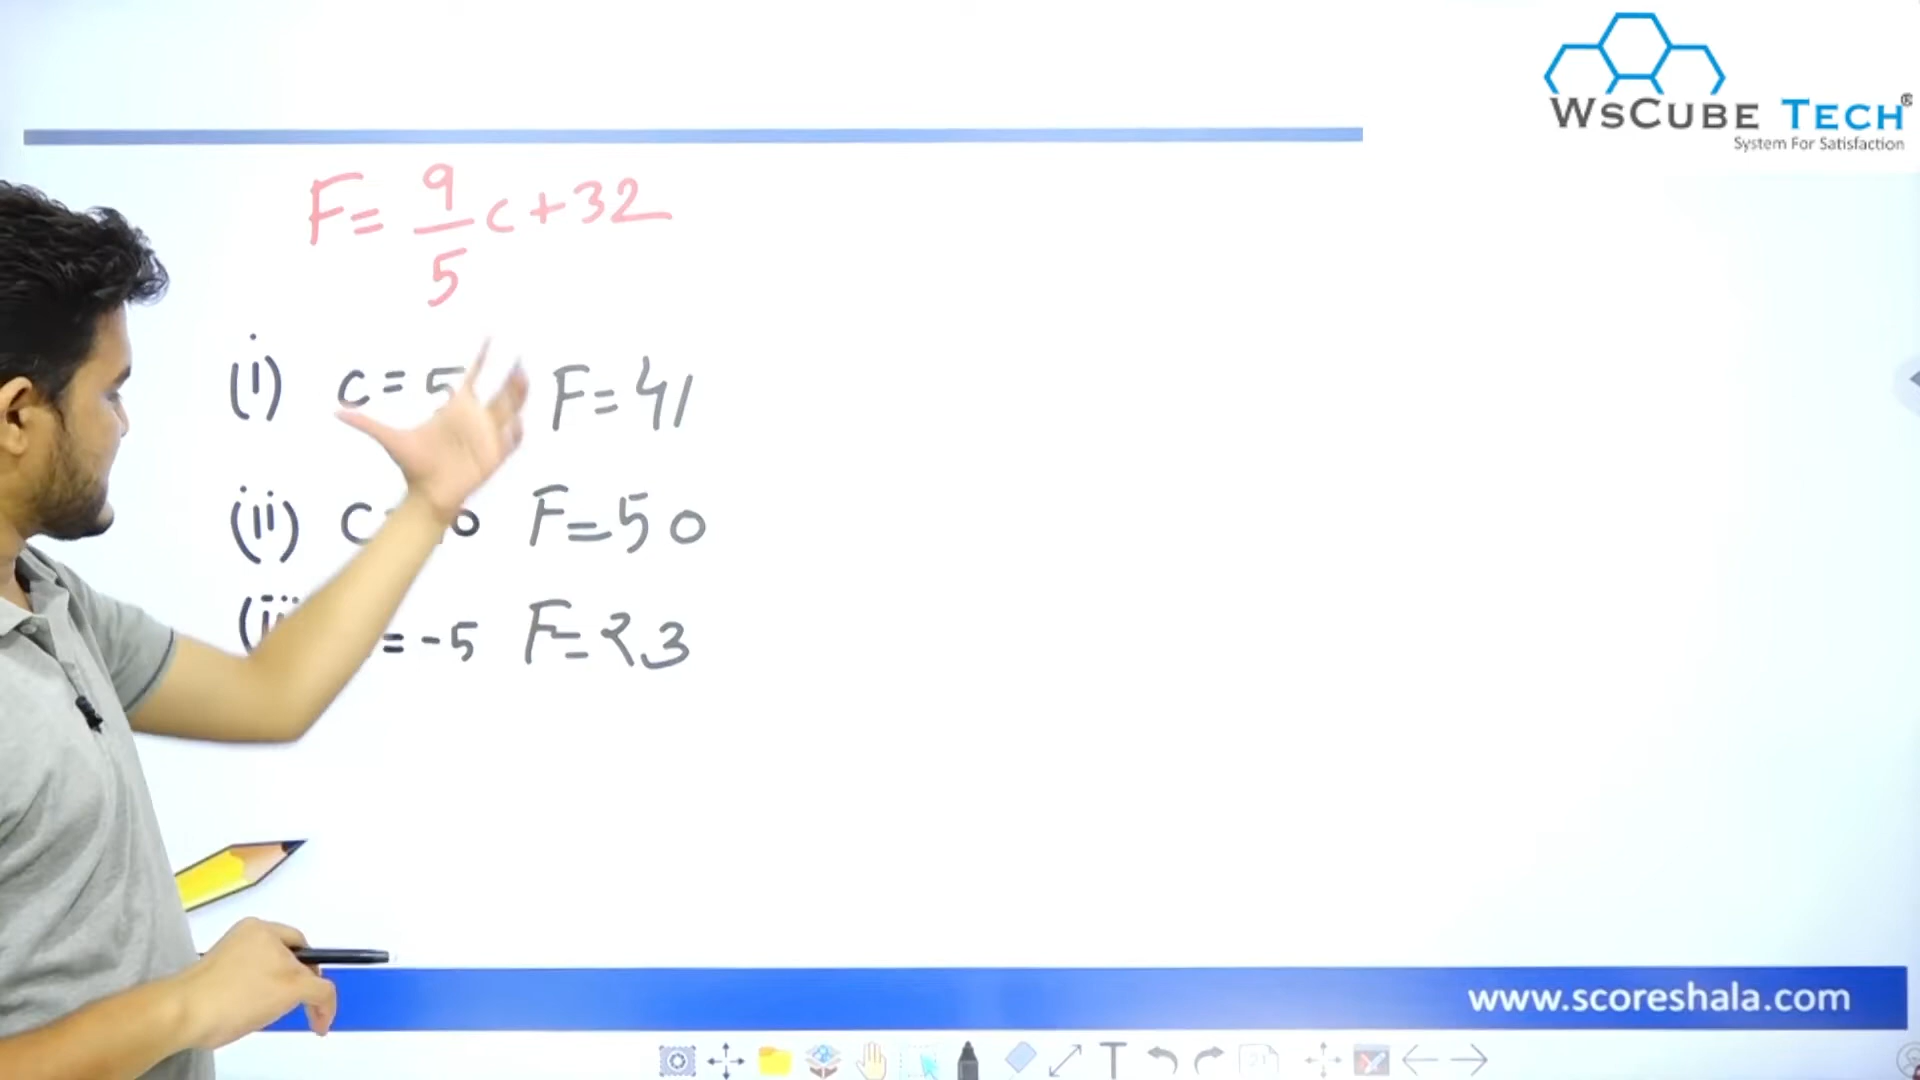 WsCube Tech®
System For Satisfaction
F = 9/5 c + 32
(i) c = 5 F = 41
(ii) c F = 50
= -5 F = 23
www.scoreshala.com